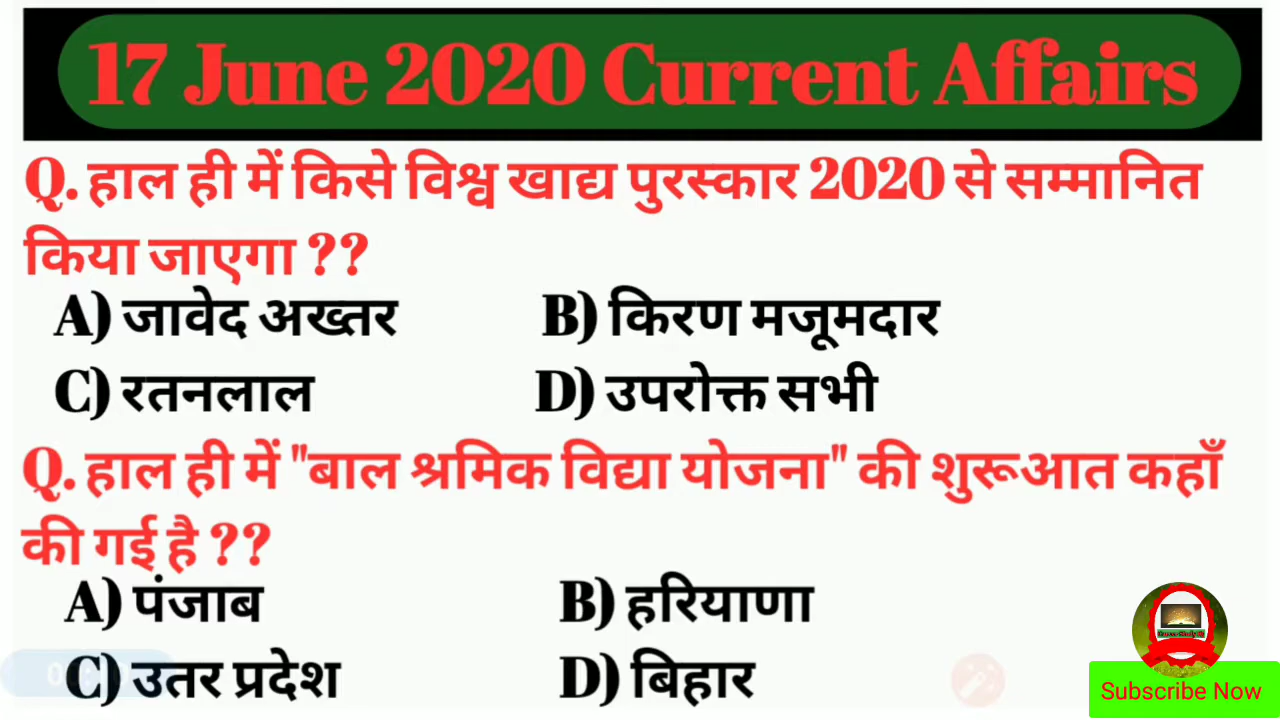 17 June 2020 Current Affairs
Q. हाल ही में किसे विश्व खाद्य पुरस्कार 2020 से सम्मानित
किया जाएगा ??
A) जावेद अख्तर B) किरण मजूमदार
C) रतनलाल D) उपरोक्त सभी
Q. हाल ही में "बाल श्रमिक विद्या योजना" की शुरूआत कहाँ
की गई है ??
A) पंजाब B) हरियाणा
C) उतर प्रदेश D) बिहार
Subscribe Now